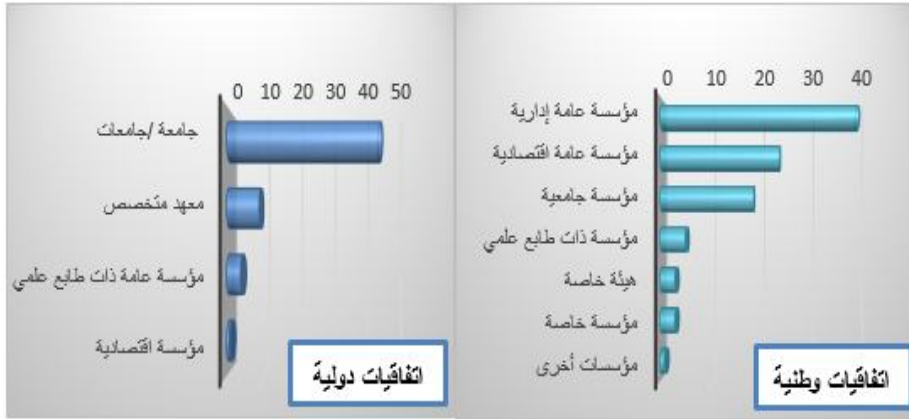 0 10 20 30 40
مؤسسة عامة إدارية
مؤسسة عامة اقتصادية
مؤسسة جامعية
مؤسسة ذات طابع علمي
هيئة خاصة
مؤسسة خاصة
مؤسسات أخرى
اتفاقيات وطنية
0 10 20 30 40 50
جامعة /جامعات
معهد متخصص
مؤسسة عامة ذات طابع علمي
مؤسسة اقتصادية
اتفاقيات دولية